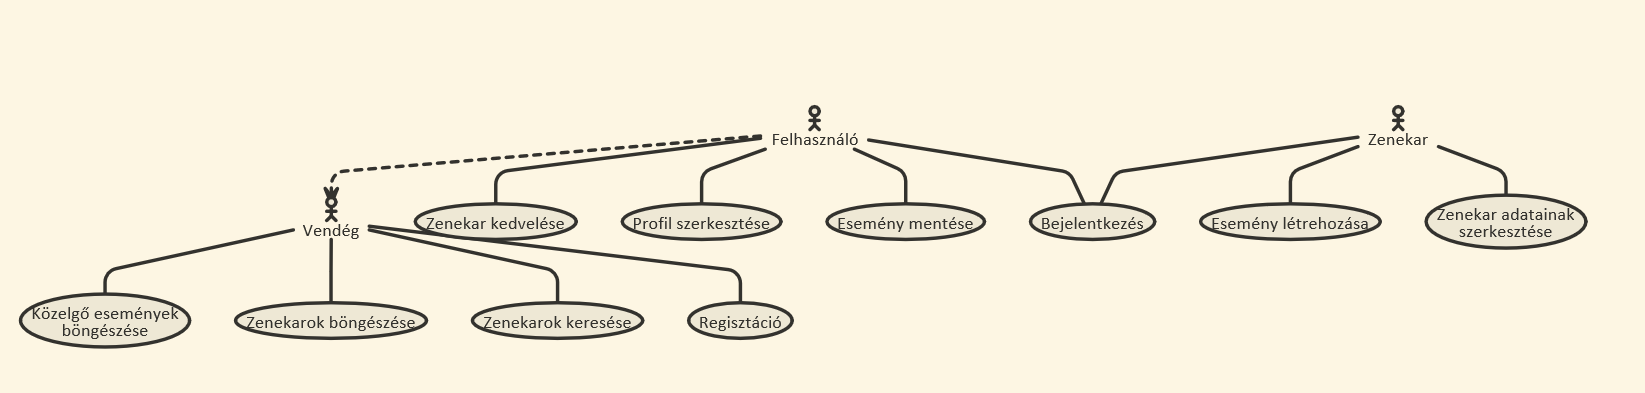 Felhasználó
Zenekar
Vendég
Zenekar kedvelése
Profil szerkesztése
Esemény mentése
Bejelentkezés
Esemény létrehozása
Zenekar adatainak
szerkesztése
Közelgő események
böngészése
Zenekarok böngészése
Zenekarok keresése
Regisztáció